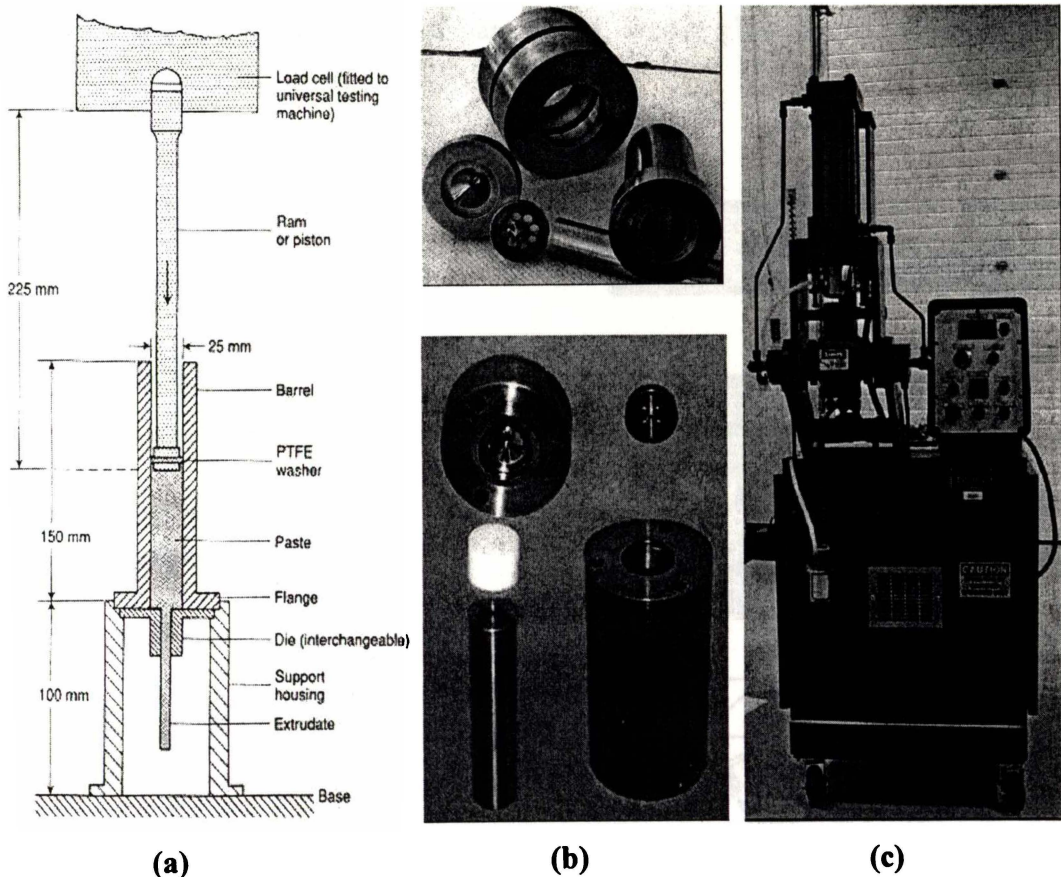 Load cell (fitted to
universal testing
machine)
Ram
or piston
225 mm
25 mm
Barrel
PTFE
washer
150 mm
Paste
Flange
Die (interchangeable)
Support
housing
100 mm
Extrudate
Base
CAUTION
(a)
(b)
(c)